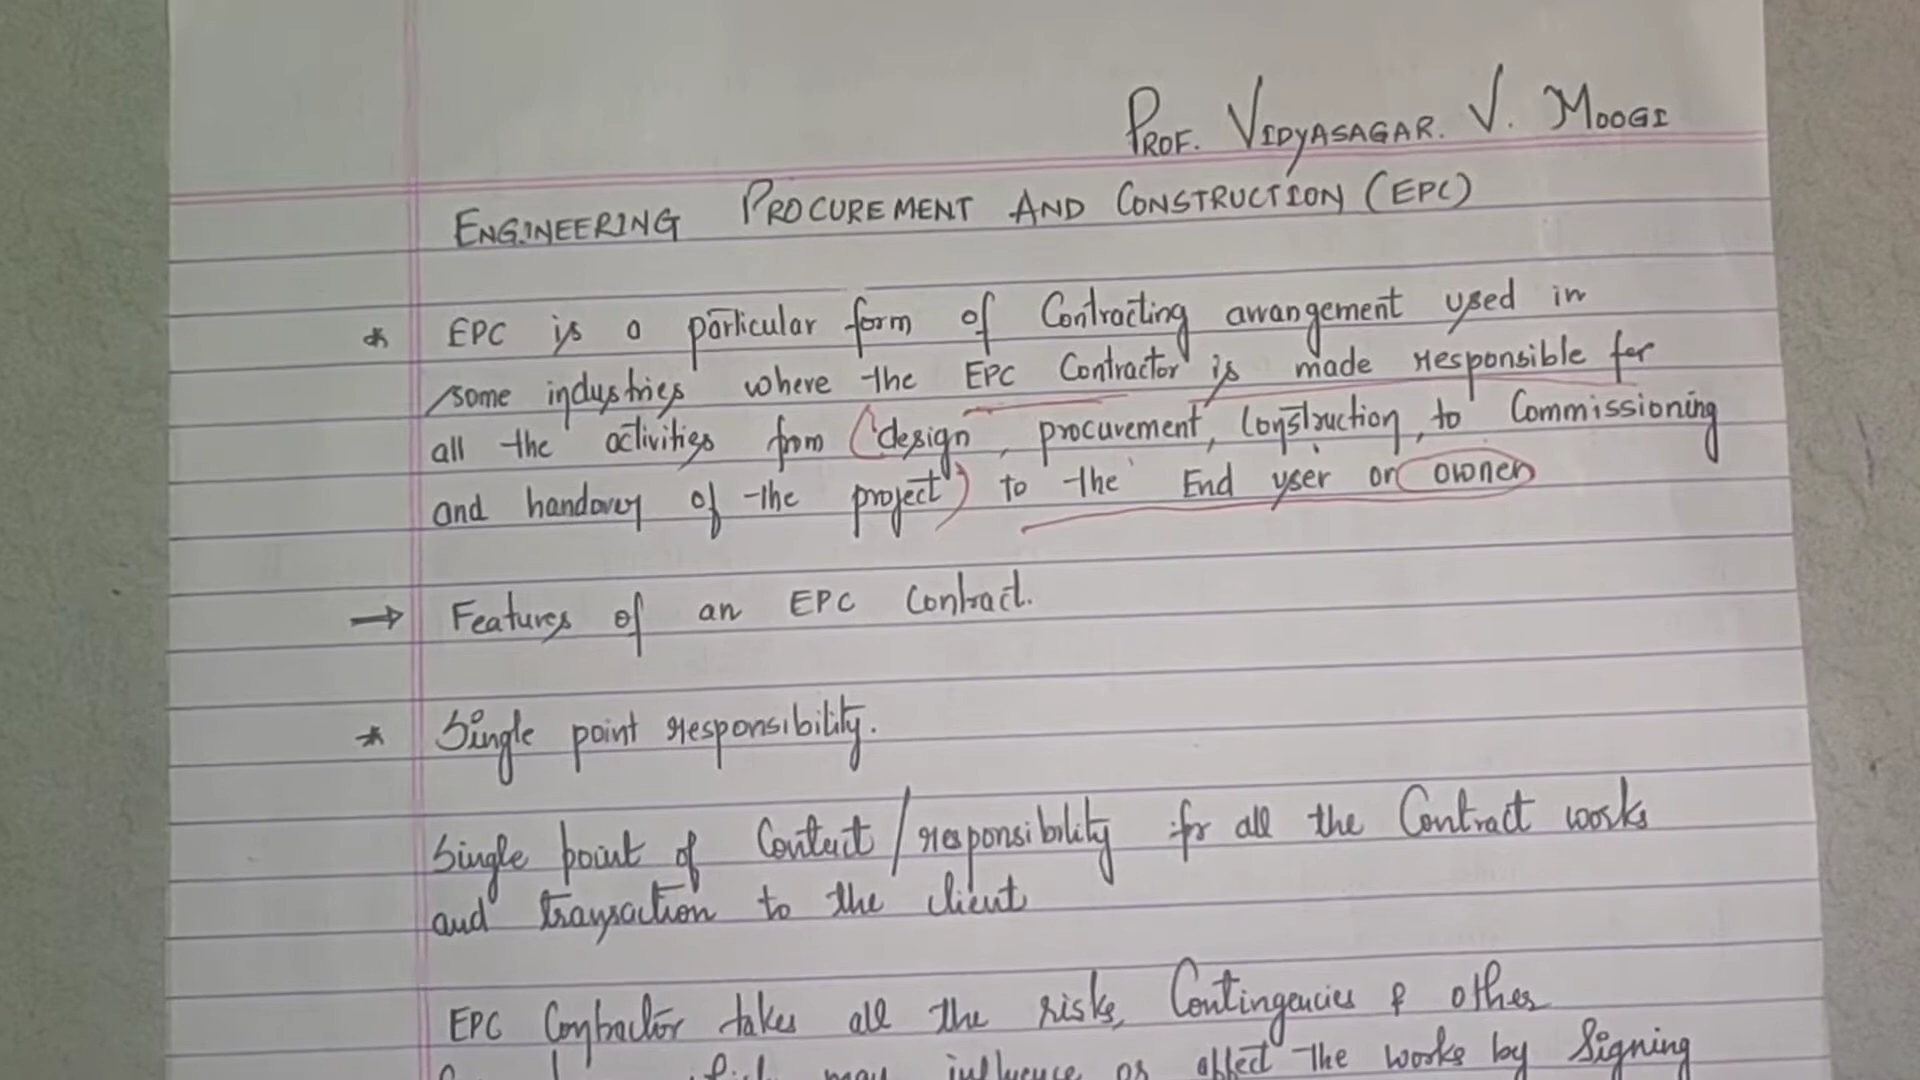 PROF. VIDYASAGAR. V. MOOGI
ENGINEERING PROCUREMENT AND CONSTRUCTION (EPC)
* EPC is a particular form of Contracting arrangement used in
some industries where the EPC Contractor is made responsible for
all the activities from (design, procurement, Construction, to Commissioning
and handover of the project) to the End user or owner
→ Features of an EPC Contract.
* Single point responsibility.
Single point of Contact / responsibility for all the Contract works
and transaction to the client
EPC Contractor takes all the risks, Contingencies & other
may influence or affect the works by Signing